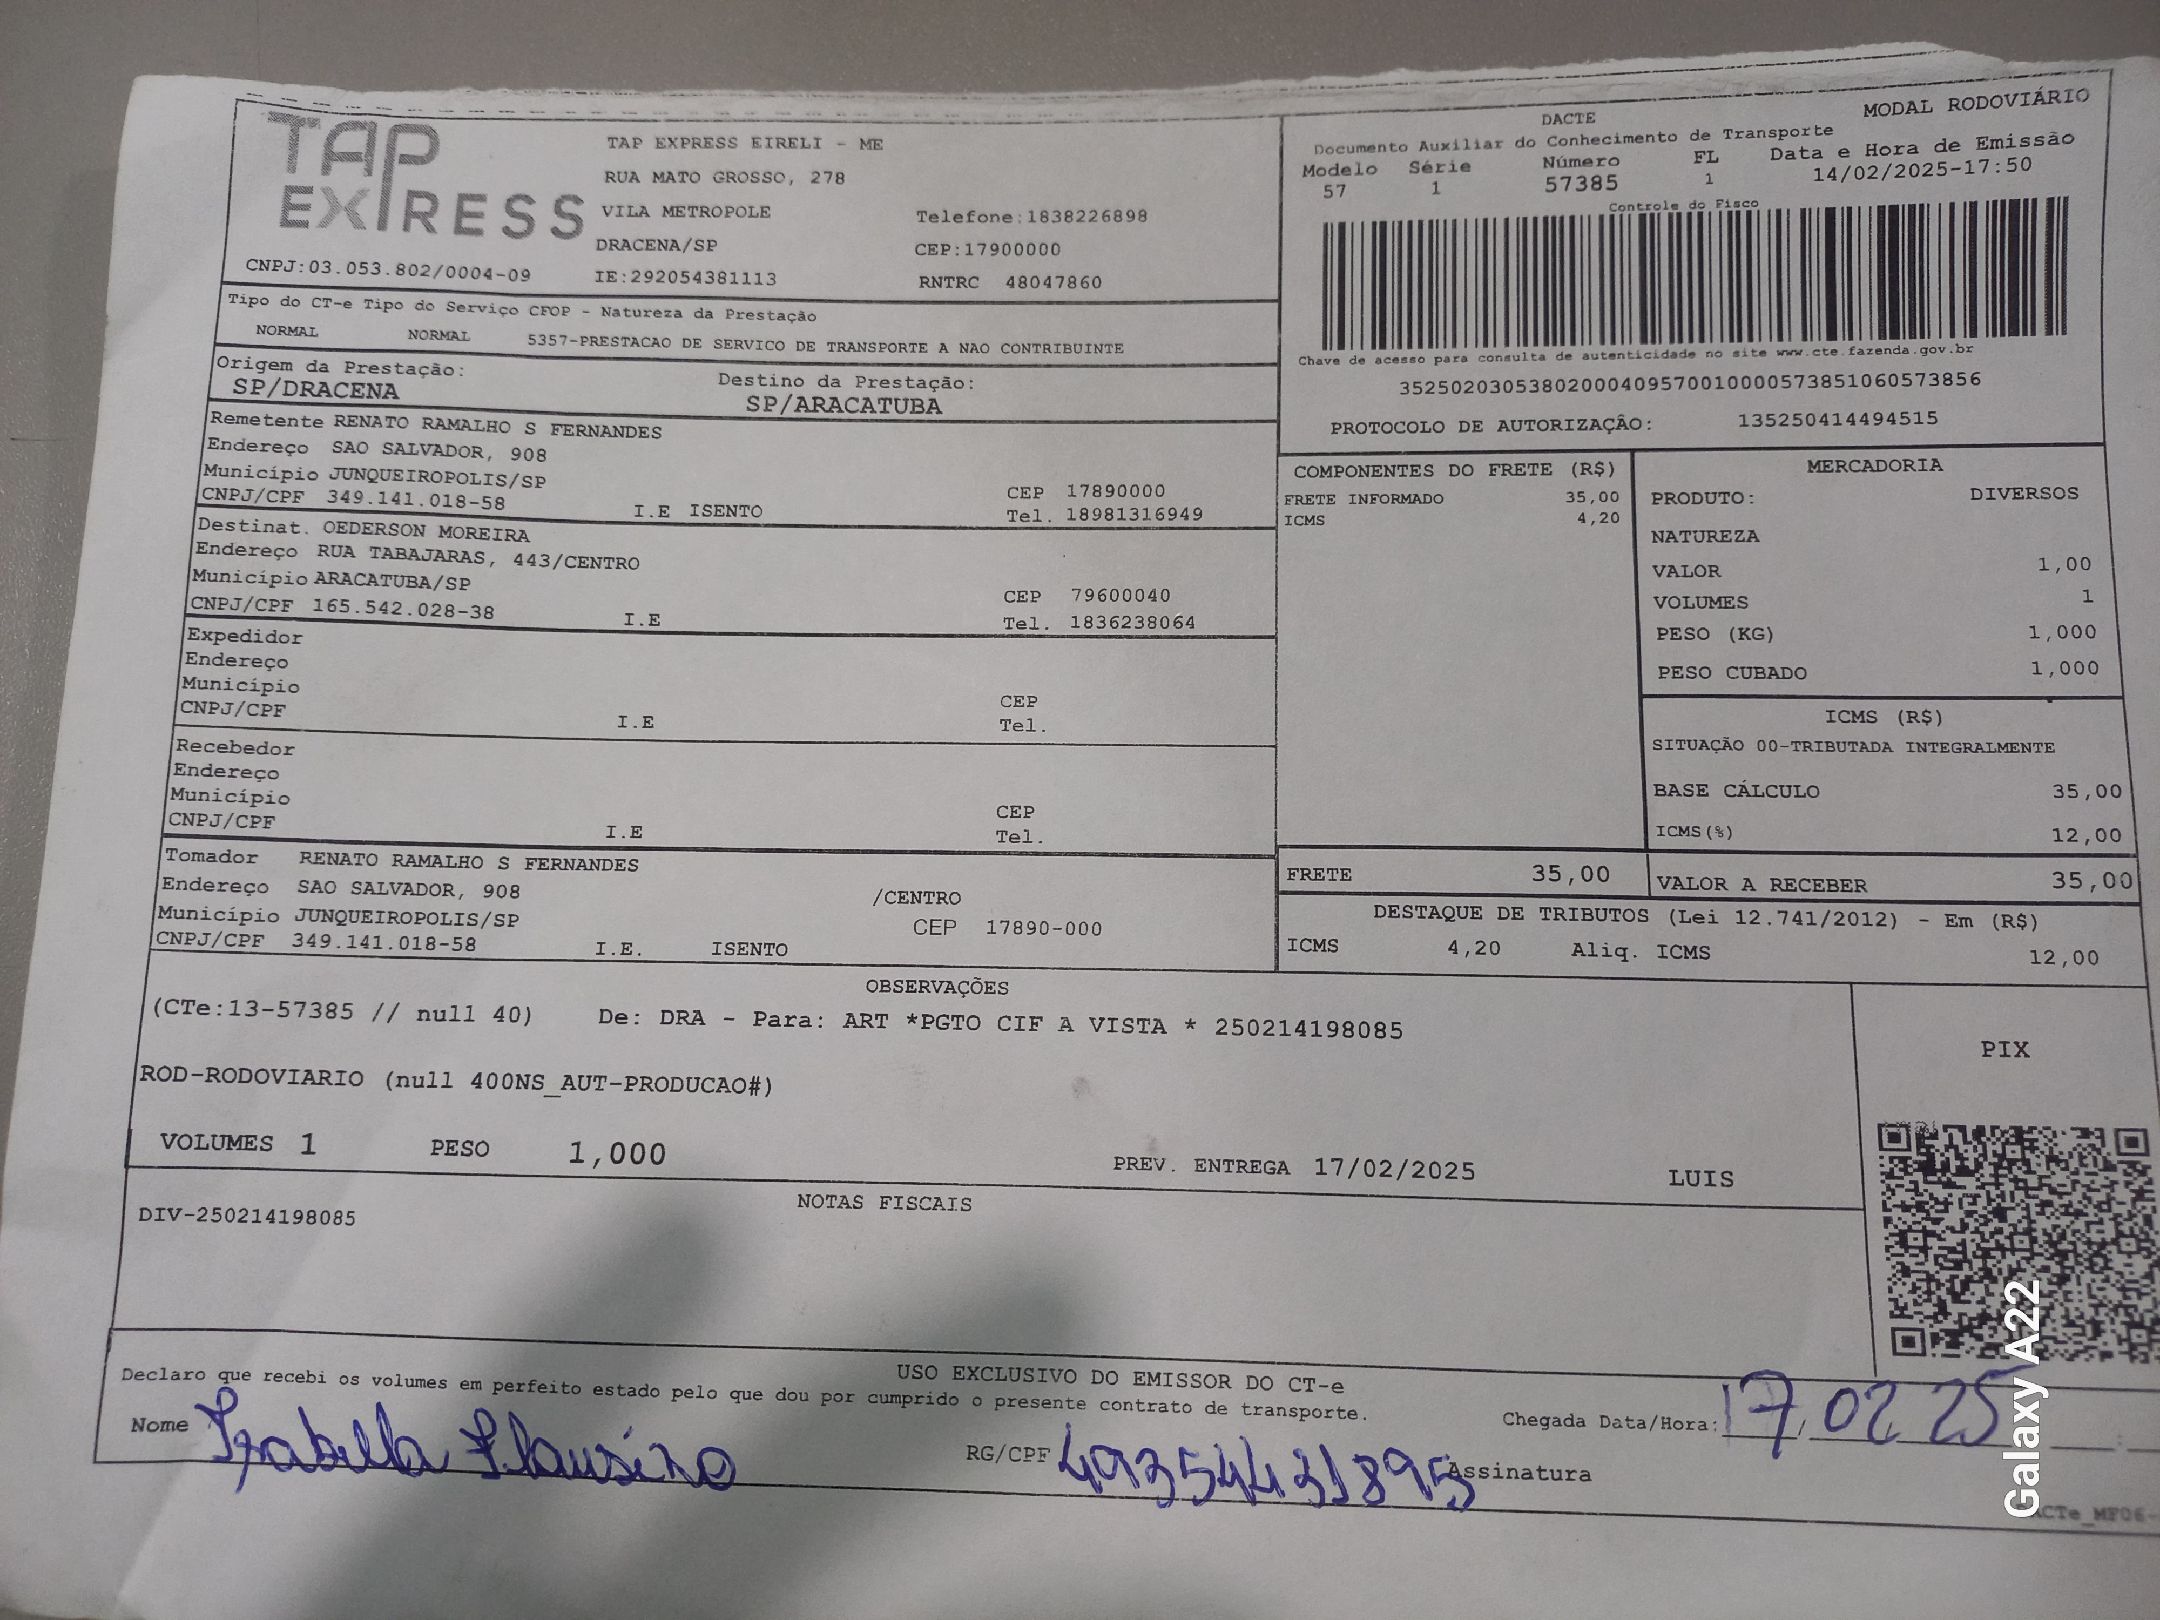 TAP EXPRESS
TAP EXPRESS EIRELI - ME
RUA MATO GROSSO, 278
VILA METROPOLE Telefone:1838226898
DRACENA/SP CEP:17900000
CNPJ:03.053.802/0004-09 IE:292054381113 RNTRC 48047860
Tipo do CT-e Tipo do Serviço CFOP - Natureza da Prestação
NORMAL NORMAL 5357-PRESTACAO DE SERVICO DE TRANSPORTE A NAO CONTRIBUINTE
Origem da Prestação: Destino da Prestação:
SP/DRACENA SP/ARACATUBA
Remetente RENATO RAMALHO S FERNANDES
Endereço SAO SALVADOR, 908
Município JUNQUEIROPOLIS/SP CEP 17890000
CNPJ/CPF 349.141.018-58 I.E ISENTO Tel. 18981316949
Destinat. OEDERSON MOREIRA
Endereço RUA TABAJARAS, 443/CENTRO
Município ARACATUBA/SP CEP 79600040
CNPJ/CPF 165.542.028-38 I.E Tel. 1836238064
Expedidor
Endereço
Município CEP
CNPJ/CPF I.E Tel.
Recebedor
Endereço
Município CEP
CNPJ/CPF I.E Tel.
Tomador RENATO RAMALHO S FERNANDES
Endereço SAO SALVADOR, 908 /CENTRO
Município JUNQUEIROPOLIS/SP CEP 17890-000
CNPJ/CPF 349.141.018-58 I.E. ISENTO
DACTE MODAL RODOVIÁRIO
Documento Auxiliar do Conhecimento de Transporte
Modelo Série Número FL Data e Hora de Emissão
57 1 57385 1 14/02/2025-17:50
Controle do Fisco
Chave de acesso para consulta de autenticidade no site www.cte.fazenda.gov.br
35250203053802000409570010000573851060573856
PROTOCOLO DE AUTORIZAÇÃO: 135250414494515
COMPONENTES DO FRETE (R$)
FRETE INFORMADO 35,00
ICMS 4,20
MERCADORIA
PRODUTO: DIVERSOS
NATUREZA
VALOR 1,00
VOLUMES 1
PESO (KG) 1,000
PESO CUBADO 1,000
ICMS (R$)
SITUAÇÃO 00-TRIBUTADA INTEGRALMENTE
BASE CÁLCULO 35,00
ICMS(%) 12,00
FRETE 35,00 VALOR A RECEBER 35,00
DESTAQUE DE TRIBUTOS (Lei 12.741/2012) - Em (R$)
ICMS 4,20 Aliq. ICMS 12,00
OBSERVAÇÕES
(CTe:13-57385 // null 40) De: DRA - Para: ART *PGTO CIF A VISTA * 250214198085
ROD-RODOVIARIO (null 400NS_AUT-PRODUCAO#)
VOLUMES 1 PESO 1,000 PREV. ENTREGA 17/02/2025 LUIS
PIX
NOTAS FISCAIS
DIV-250214198085
USO EXCLUSIVO DO EMISSOR DO CT-e
Declaro que recebi os volumes em perfeito estado pelo que dou por cumprido o presente contrato de transporte.
Nome Izabella RG/CPF 49354431895 Assinatura
Chegada Data/Hora: 17/02 25
Galaxy A22